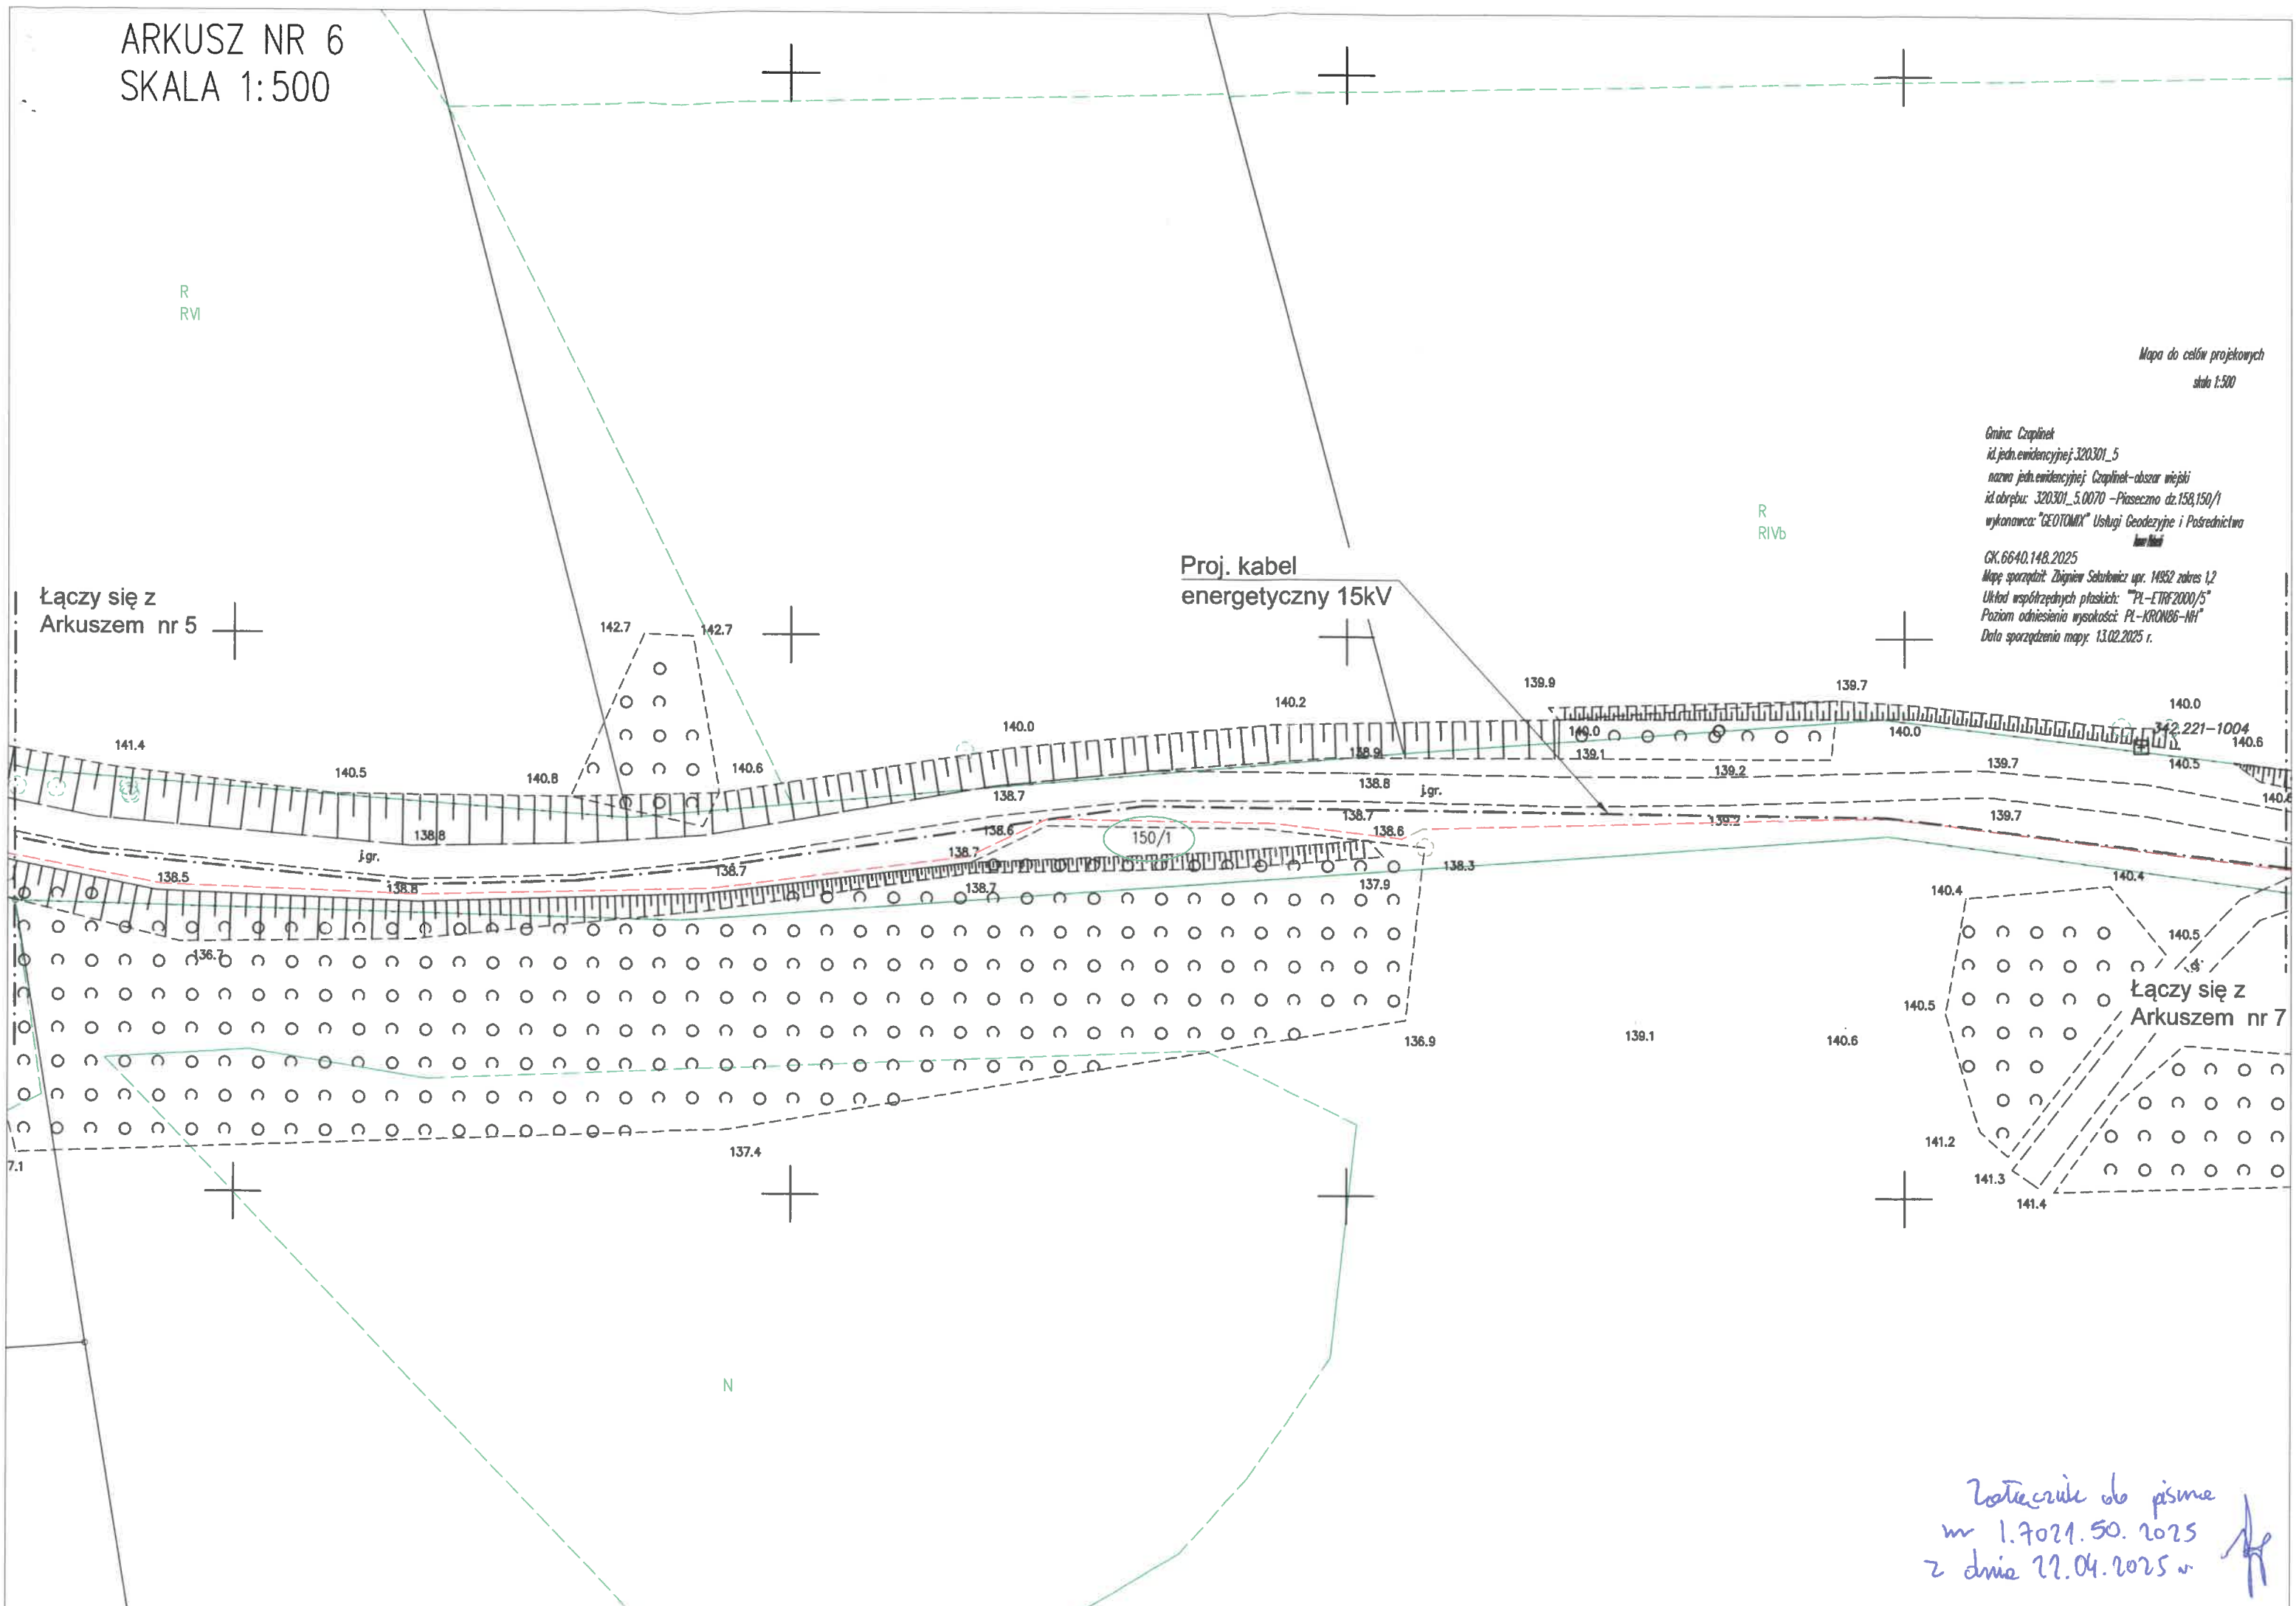 ARKUSZ NR 6
SKALA 1:500
R
RVI
Mapa do celów projekowych
skala 1:500
Gmina: Czaplinek
id.jedn.ewidencyjnej: 320301_5
nazwa jedn.ewidencyjnej: Czaplinek-obszar wiejski
id.obrębu: 320301_5.0070 -Piaseczno dz.158,150/1
wykonawca: "GEOTOMIX" Usługi Geodezyjne i Pośrednictwa
GK.6640.148.2025
Mapę sporządził: Zbigniew upr. 14952 zakres 1,2
Układ współrzędnych płaskich: ""PL-ETRF2000/5"
Poziom odniesienia wysokości: PL-KRON86-NH"
Data sporządzenia mapy: 13.02.2025 r.
R
RIVb
Proj. kabel
energetyczny 15kV
Łączy się z
Arkuszem nr 5
142.7 142.7
139.9 139.7
140.2 140.0
140.0
140.0 140.0 342.221-1004
141.4 138.9 139.1 140.6
140.5 140.8 140.6 139.2 139.7 140.5
138.7 138.8 j.gr. 140.6
138.8 138.6 150/1 138.7 138.6 139.2 139.7
j.gr. 138.7
138.5 138.8 138.7 138.7 137.9 138.3
140.4 140.4
136.7 140.5
Łączy się z
Arkuszem nr 7
140.5
136.9 139.1 140.6
7.1 137.4 141.2
141.3
141.4
N
Załącznik do pisma
nr 1.7021.50.2025
z dnia 22.04.2025 r.